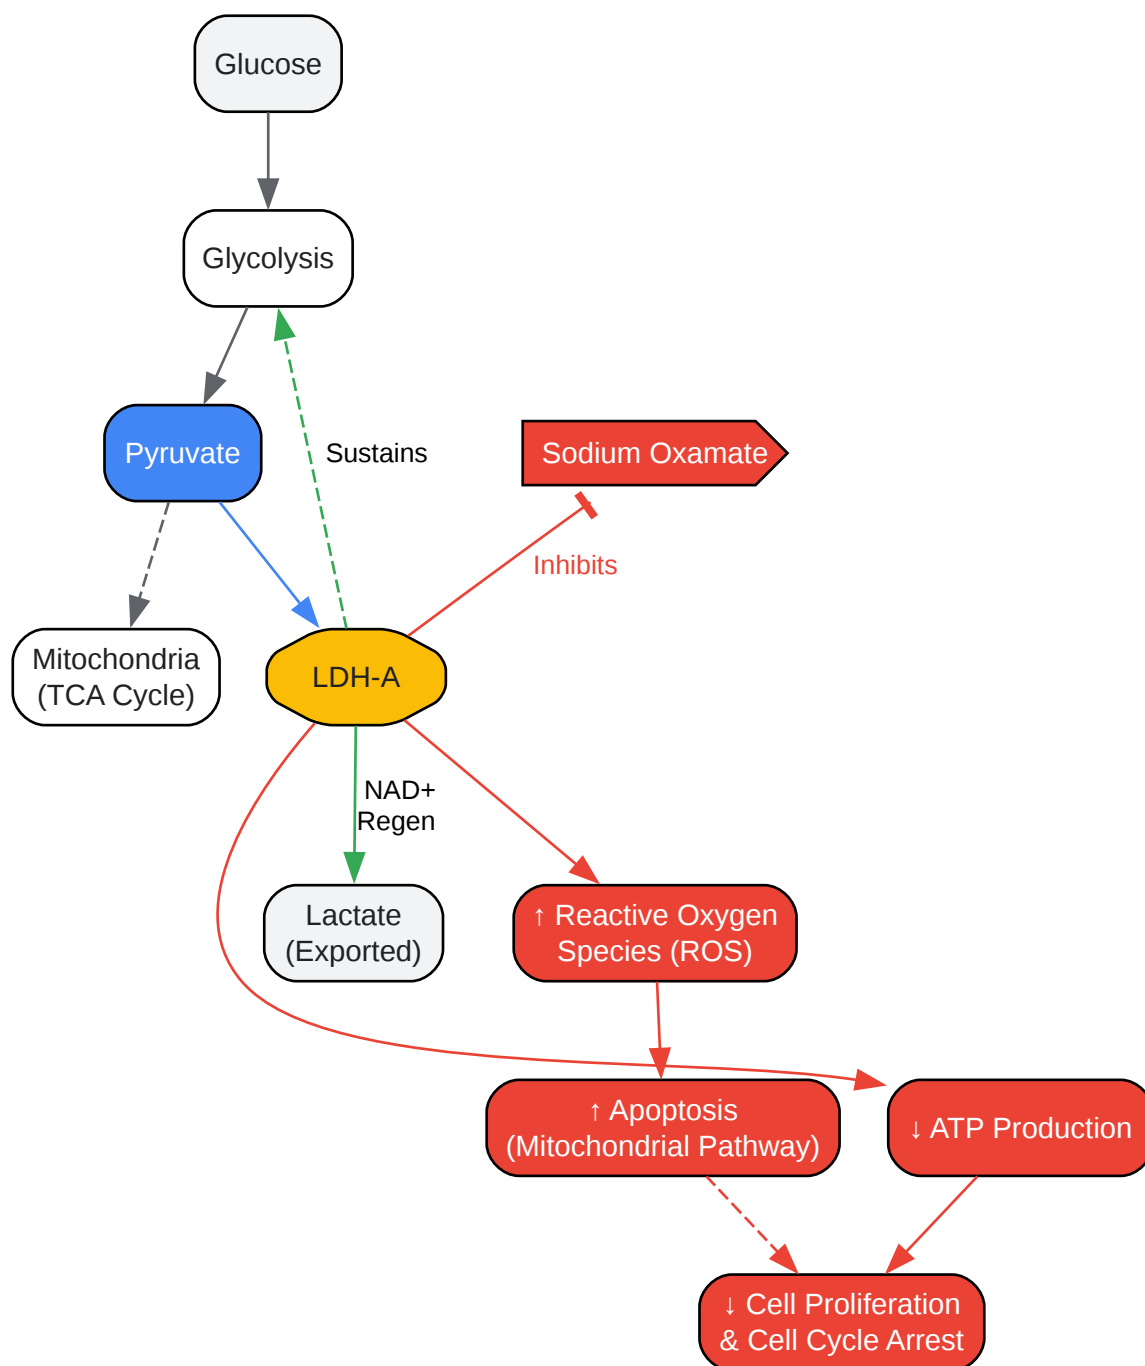 Glucose
Glycolysis
Pyruvate
Sustains
Sodium Oxamate
Inhibits
Mitochondria
(TCA Cycle)
LDH-A
NAD+
Regen
Lactate
(Exported)
↑ Reactive Oxygen
Species (ROS)
↑ Apoptosis
(Mitochondrial Pathway)
↓ ATP Production
↓ Cell Proliferation
& Cell Cycle Arrest